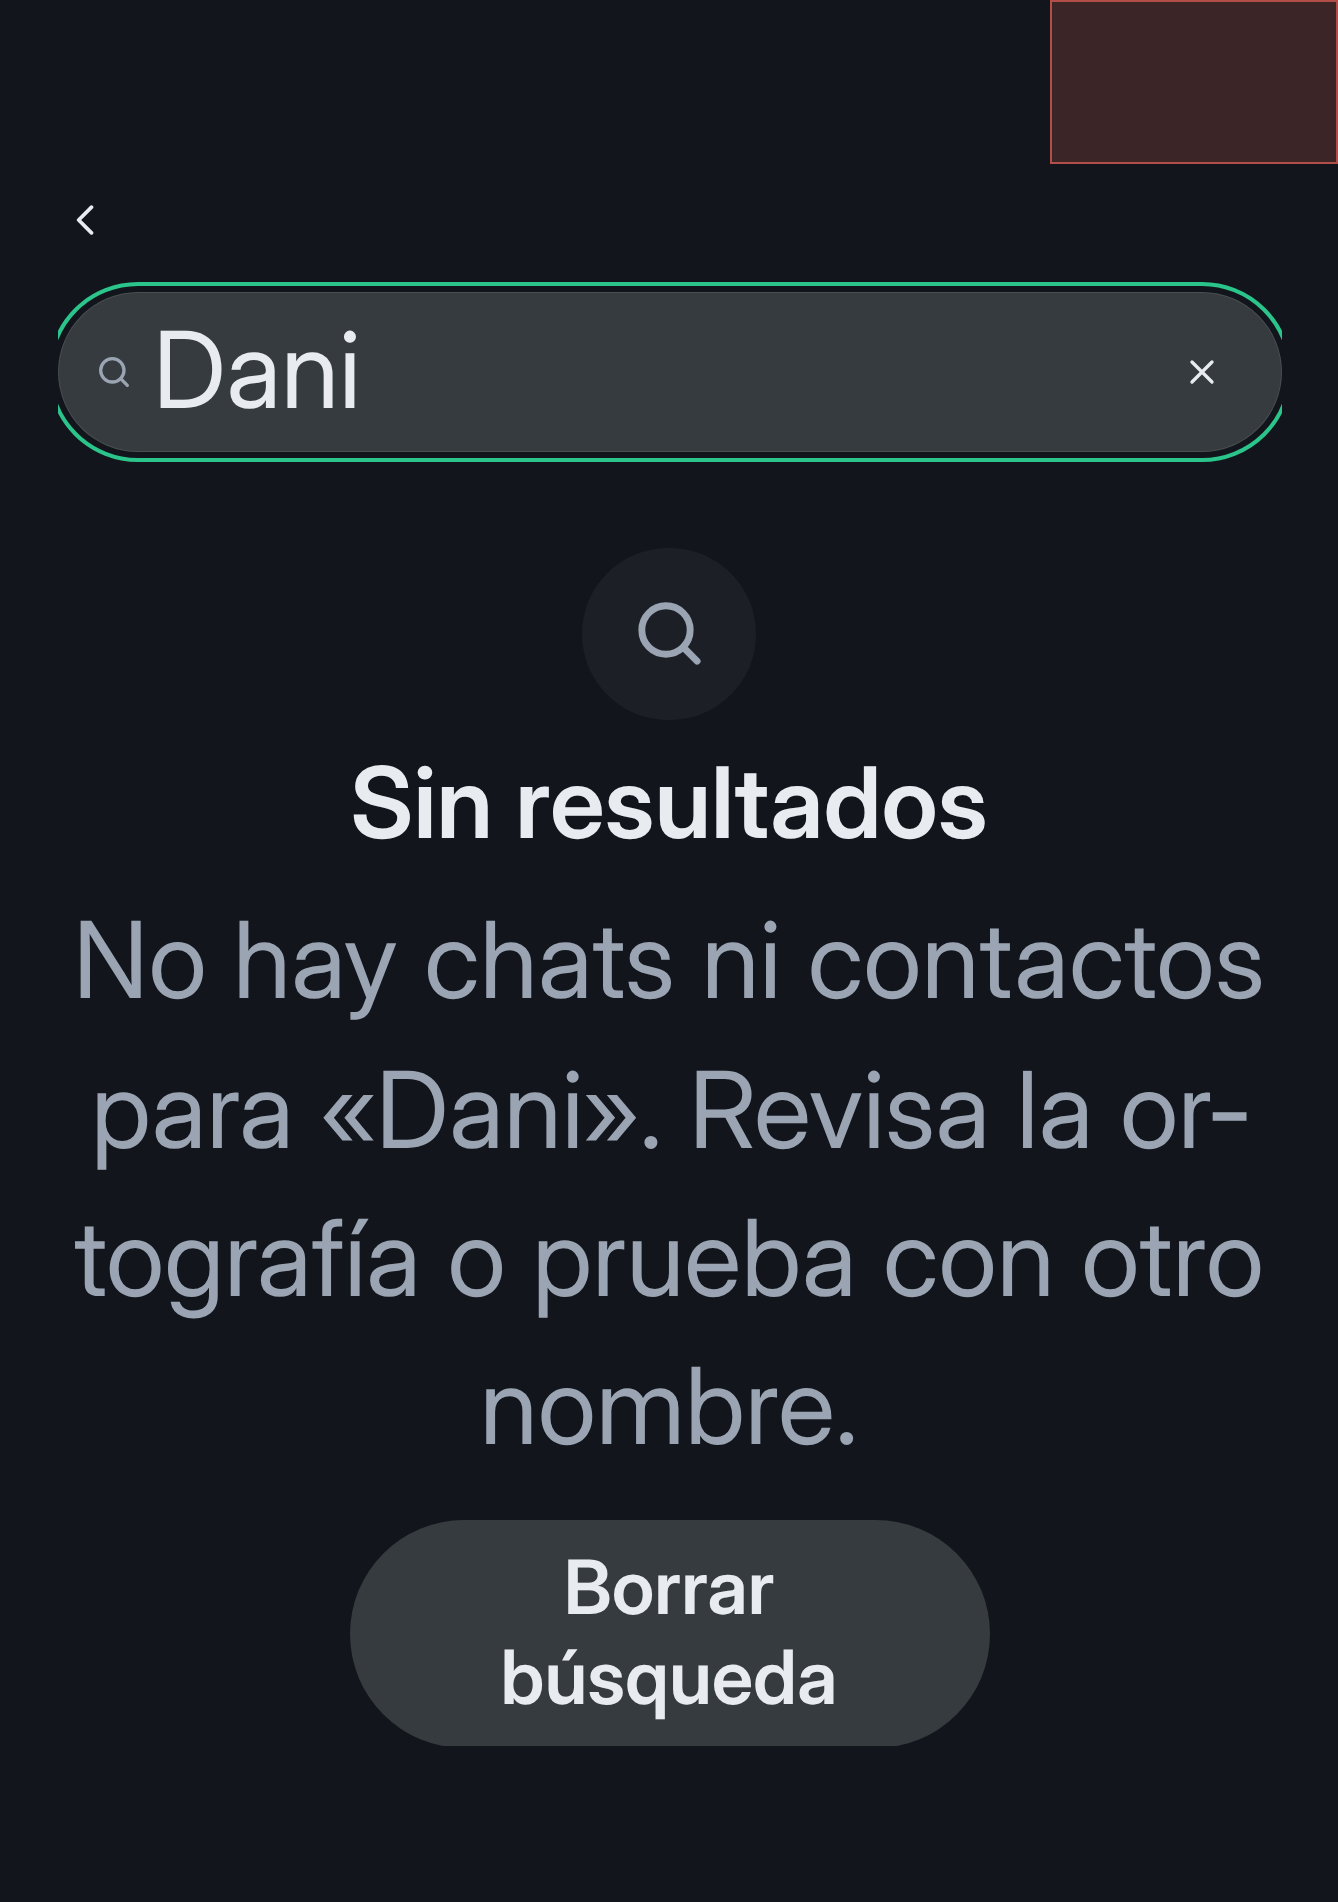 Dani
Sin resultados
No hay chats ni contactos
para «Dani». Revisa la or-
tografía o prueba con otro
nombre.
Borrar
búsqueda